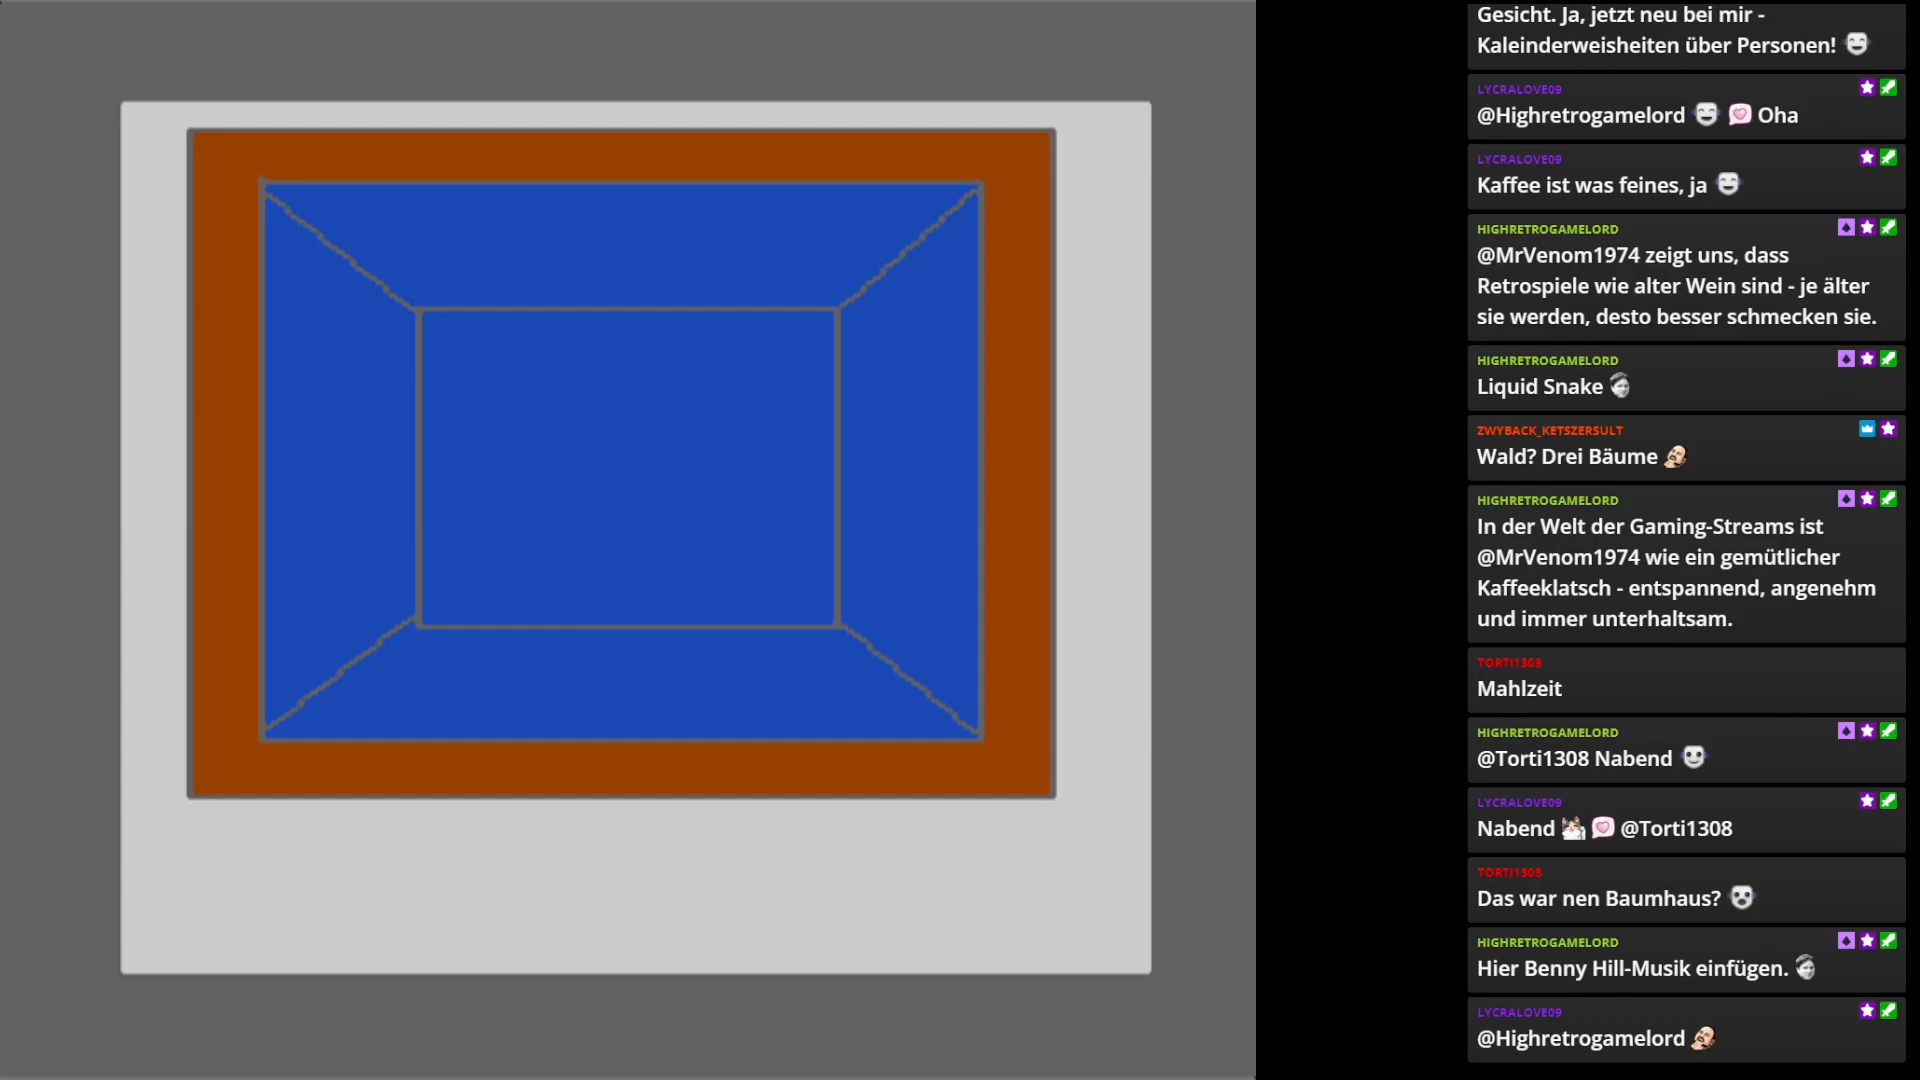 Gesicht. Ja, jetzt neu bei mir -
Kaleinderweisheiten über Personen!
LYCRALOVE09
@Highretrogamelord Oha
LYCRALOVE09
Kaffee ist was feines, ja
HIGHRETROGAMELORD
@MrVenom1974 zeigt uns, dass
Retrospiele wie alter Wein sind - je älter
sie werden, desto besser schmecken sie.
HIGHRETROGAMELORD
Liquid Snake
ZWYBACK_KETSZERSULT
Wald? Drei Bäume
HIGHRETROGAMELORD
In der Welt der Gaming-Streams ist
@MrVenom1974 wie ein gemütlicher
Kaffeeklatsch - entspannend, angenehm
und immer unterhaltsam.
TORTI1308
Mahlzeit
HIGHRETROGAMELORD
@Torti1308 Nabend
LYCRALOVE09
Nabend @Torti1308
TORTI1308
Das war nen Baumhaus?
HIGHRETROGAMELORD
Hier Benny Hill-Musik einfügen.
LYCRALOVE09
@Highretrogamelord